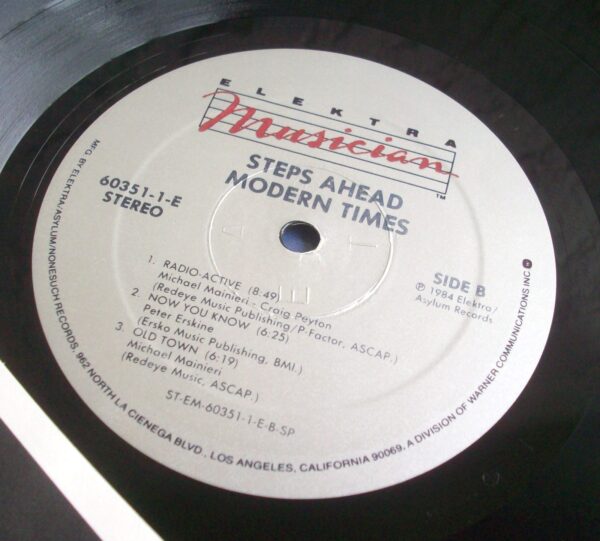 ELEKTRA
Musician
TM
STEPS AHEAD
MODERN TIMES
60351-1-E
STEREO
SIDE B
℗ 1984 Elektra/
Asylum Records
1. RADIO-ACTIVE (8:49)
Michael Mainieri - Craig Peyton
(Redeye Music Publishing/P. Factor, ASCAP.)
2. NOW YOU KNOW (6:25)
Peter Erskine
(Ersko Music Publishing, BMI.)
3. OLD TOWN (6:19)
Michael Mainieri
(Redeye Music, ASCAP.)
ST-EM-60351-1-E-B-SP
MFG. BY ELEKTRA/ASYLUM/NONESUCH RECORDS, 962 NORTH LA CIENEGA BLVD., LOS ANGELES, CALIFORNIA 90069, A DIVISION OF WARNER COMMUNICATIONS INC